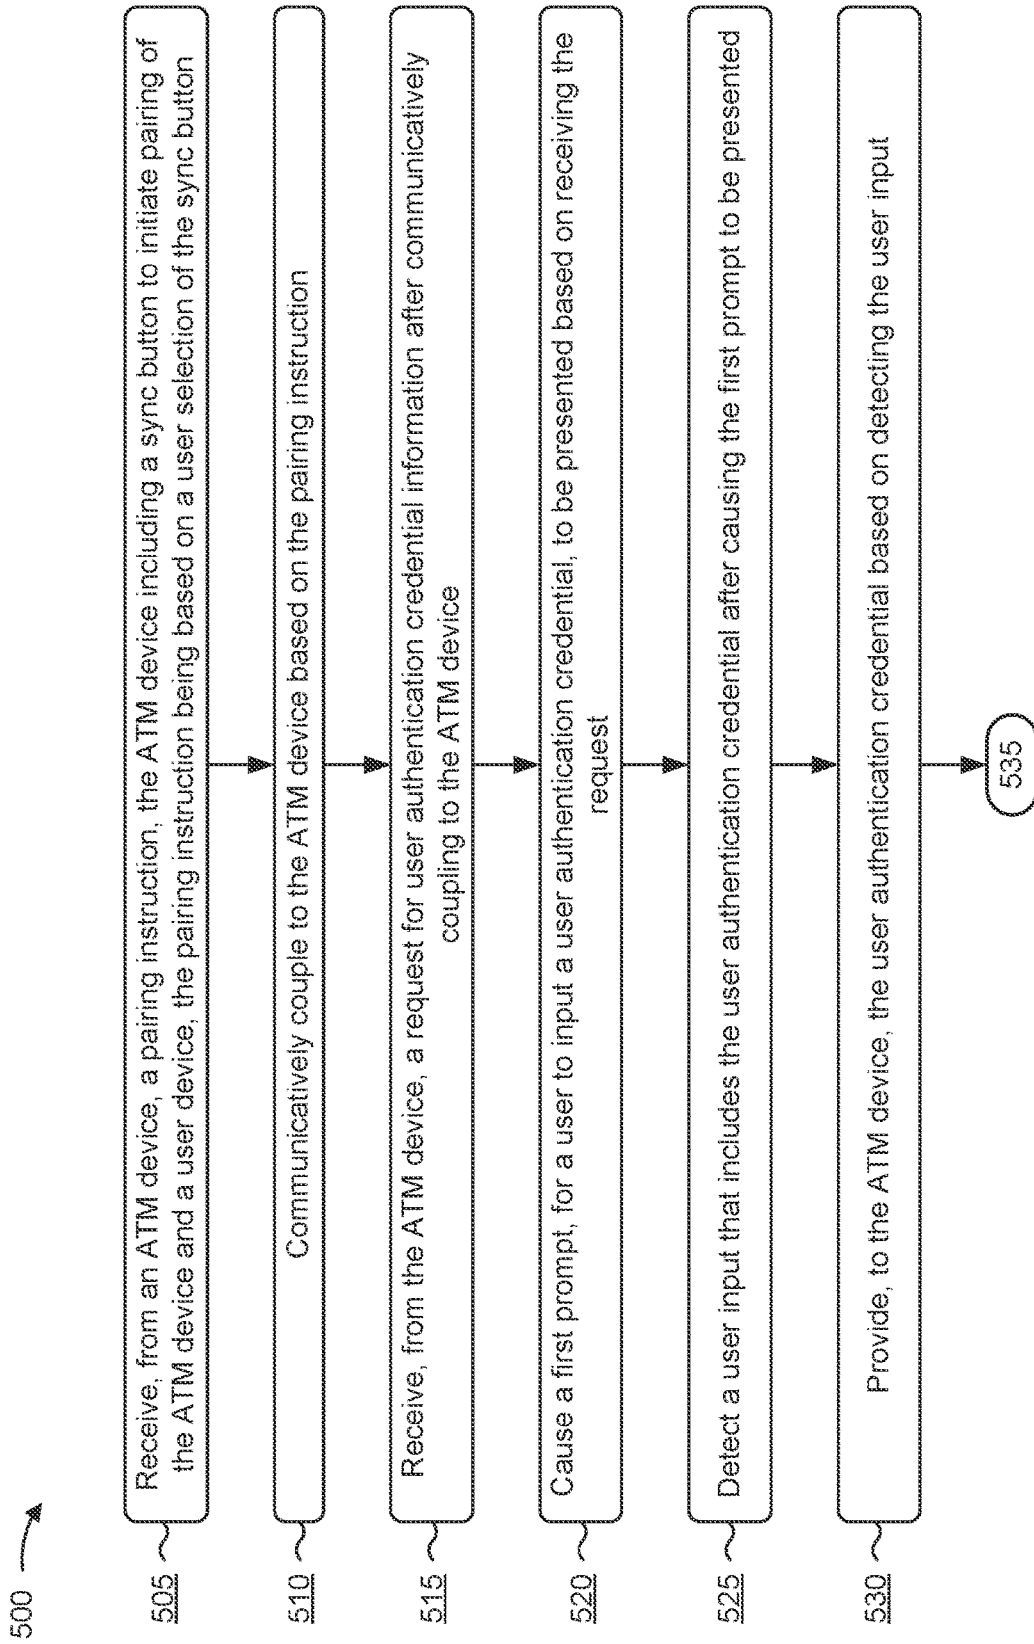 500
505
Receive, from an ATM device, a pairing instruction, the ATM device including a sync button to initiate pairing of
the ATM device and a user device, the pairing instruction being based on a user selection of the sync button
510
Communicatively couple to the ATM device based on the pairing instruction
515
Receive, from the ATM device, a request for user authentication credential information after communicatively
coupling to the ATM device
520
Cause a first prompt, for a user to input a user authentication credential, to be presented based on receiving the
request
525
Detect a user input that includes the user authentication credential after causing the first prompt to be presented
530
Provide, to the ATM device, the user authentication credential based on detecting the user input
535